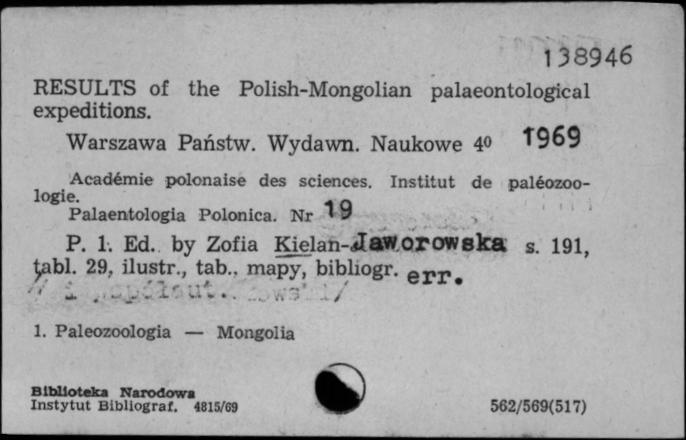 138946
RESULTS of the Polish-Mongolian palaeontological
expeditions.
Warszawa Państw. Wydawn. Naukowe 4º 1969
Académie polonaise des sciences. Institut de paléozoo-
logie.
Palaentologia Polonica. Nr 19
P. 1. Ed. by Zofia Kielan-Jaworowska s. 191,
tabl. 29, ilustr., tab., mapy, bibliogr. err.
1. Paleozoologia — Mongolia
Biblioteka Narodowa
Instytut Bibliograf. 4815/69 562/569(517)